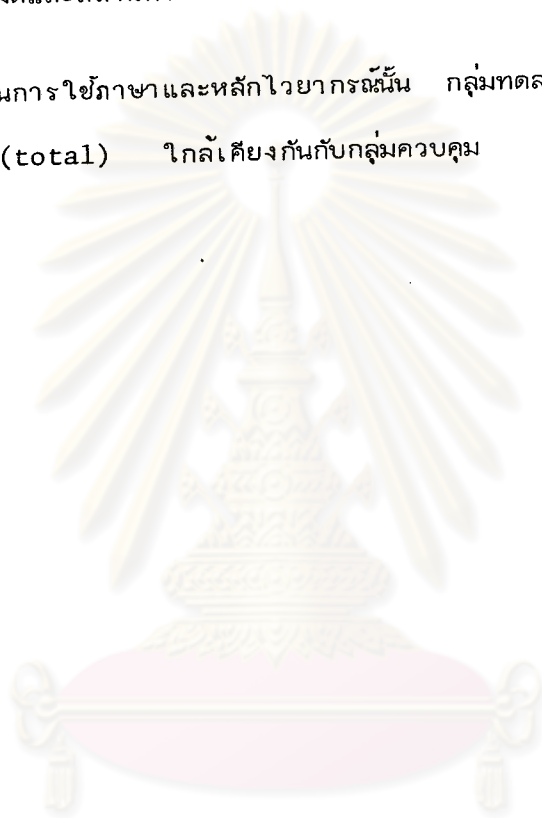 นการใช้ภาษาและหลักไวยากรณ์นั้น กลุ่มทดล
(total) ใกล้เคียงกันกับกลุ่มควบคุม